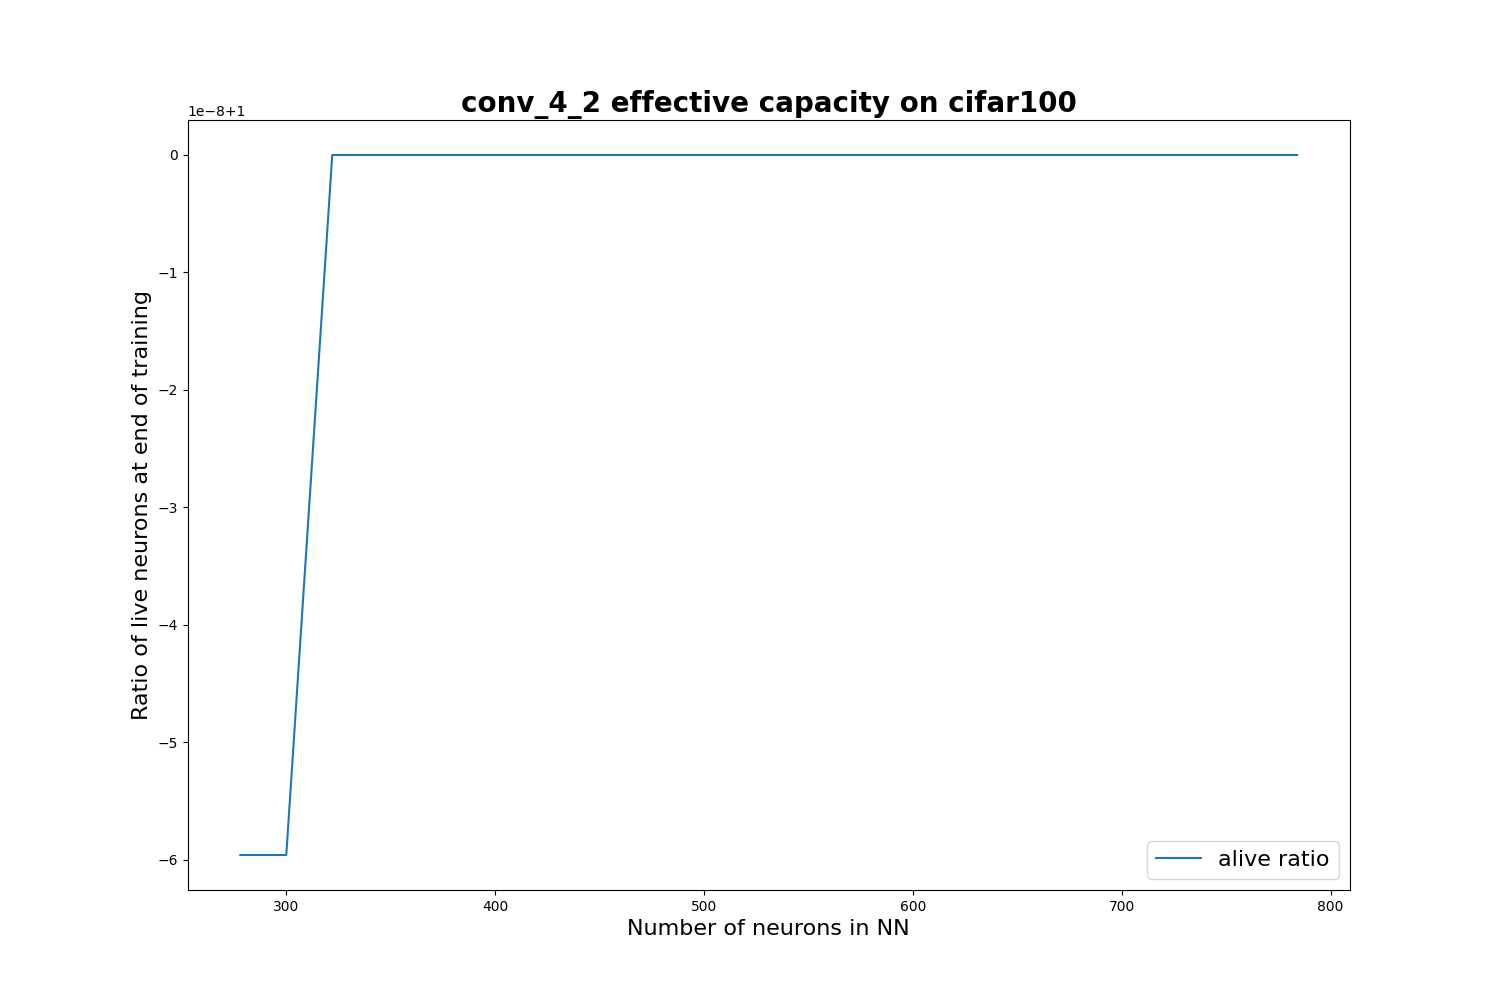 conv_4_2 effective capacity on cifar100
1e−8+1
0
−1
−2
−3
−4
−5
−6
Ratio of live neurons at end of training
300 400 500 600 700 800
Number of neurons in NN
alive ratio